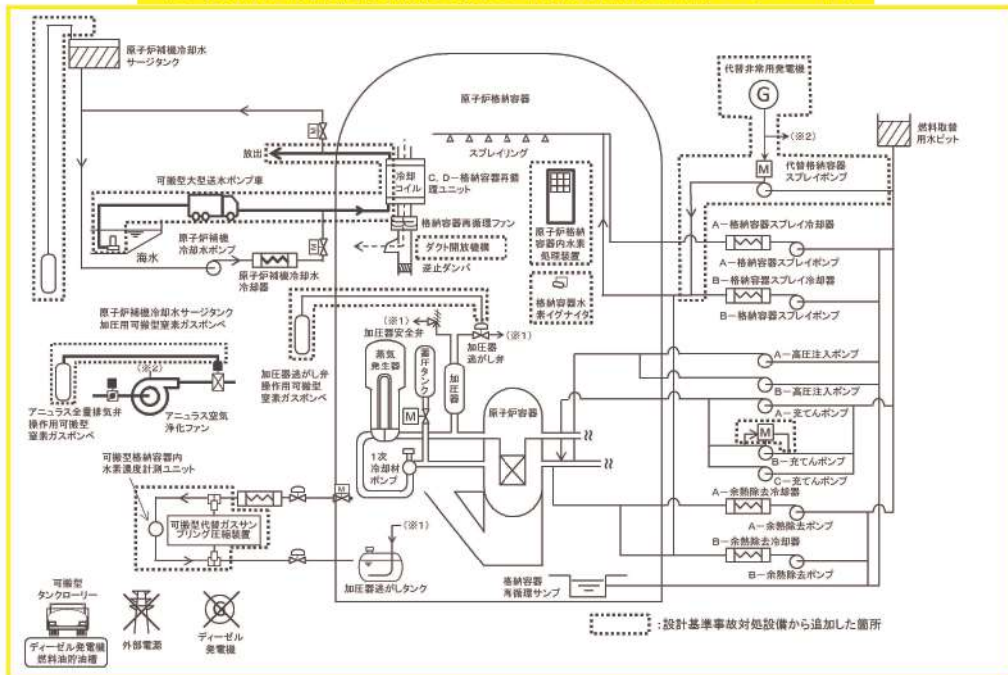 原子炉補機冷却水
サージタンク
原子炉格納容器
代替非常用発電機
G
(※2)
燃料取替
用水ピット
M
代替格納容器
スプレイポンプ
M
放出
スプレイリング
冷却
コイル
C, D-格納容器再循
環ユニット
可搬型大型送水ポンプ車
格納容器再循環ファン
原子炉格納
容器内水素
処理装置
A-格納容器スプレイ冷却器
A-格納容器スプレイポンプ
B-格納容器スプレイ冷却器
B-格納容器スプレイポンプ
海水
原子炉補機
冷却水ポンプ
M
ダクト開放機構
逆止ダンパ
原子炉補機冷却水
冷却器
格納容器水
素イグナイタ
原子炉補機冷却水サージタンク
加圧用可搬型窒素ガスボンベ
(※1)
加圧器安全弁
(※1)
加圧器
逃がし弁
蒸気
発生器
蓄圧タンク
加圧器
加圧器逃がし弁
操作用可搬型
窒素ガスボンベ
A-高圧注入ポンプ
B-高圧注入ポンプ
A-充てんポンプ
M
B-充てんポンプ
C-充てんポンプ
(※2)
アニュラス全量排気弁
操作用可搬型
窒素ガスボンベ
アニュラス空気
浄化ファン
M
原子炉容器
1次
冷却材
ポンプ
可搬型格納容器内
水素濃度計測ユニット
M
A-余熱除去冷却器
A-余熱除去ポンプ
B-余熱除去冷却器
B-余熱除去ポンプ
可搬型代替ガスサン
プリング圧縮装置
(※1)
加圧器逃がしタンク
格納容器
再循環サンプ
可搬型
タンクローリー
ディーゼル発電機
燃料油貯油槽
外部電源
ディーゼル
発電機
:設計基準事故対処設備から追加した箇所